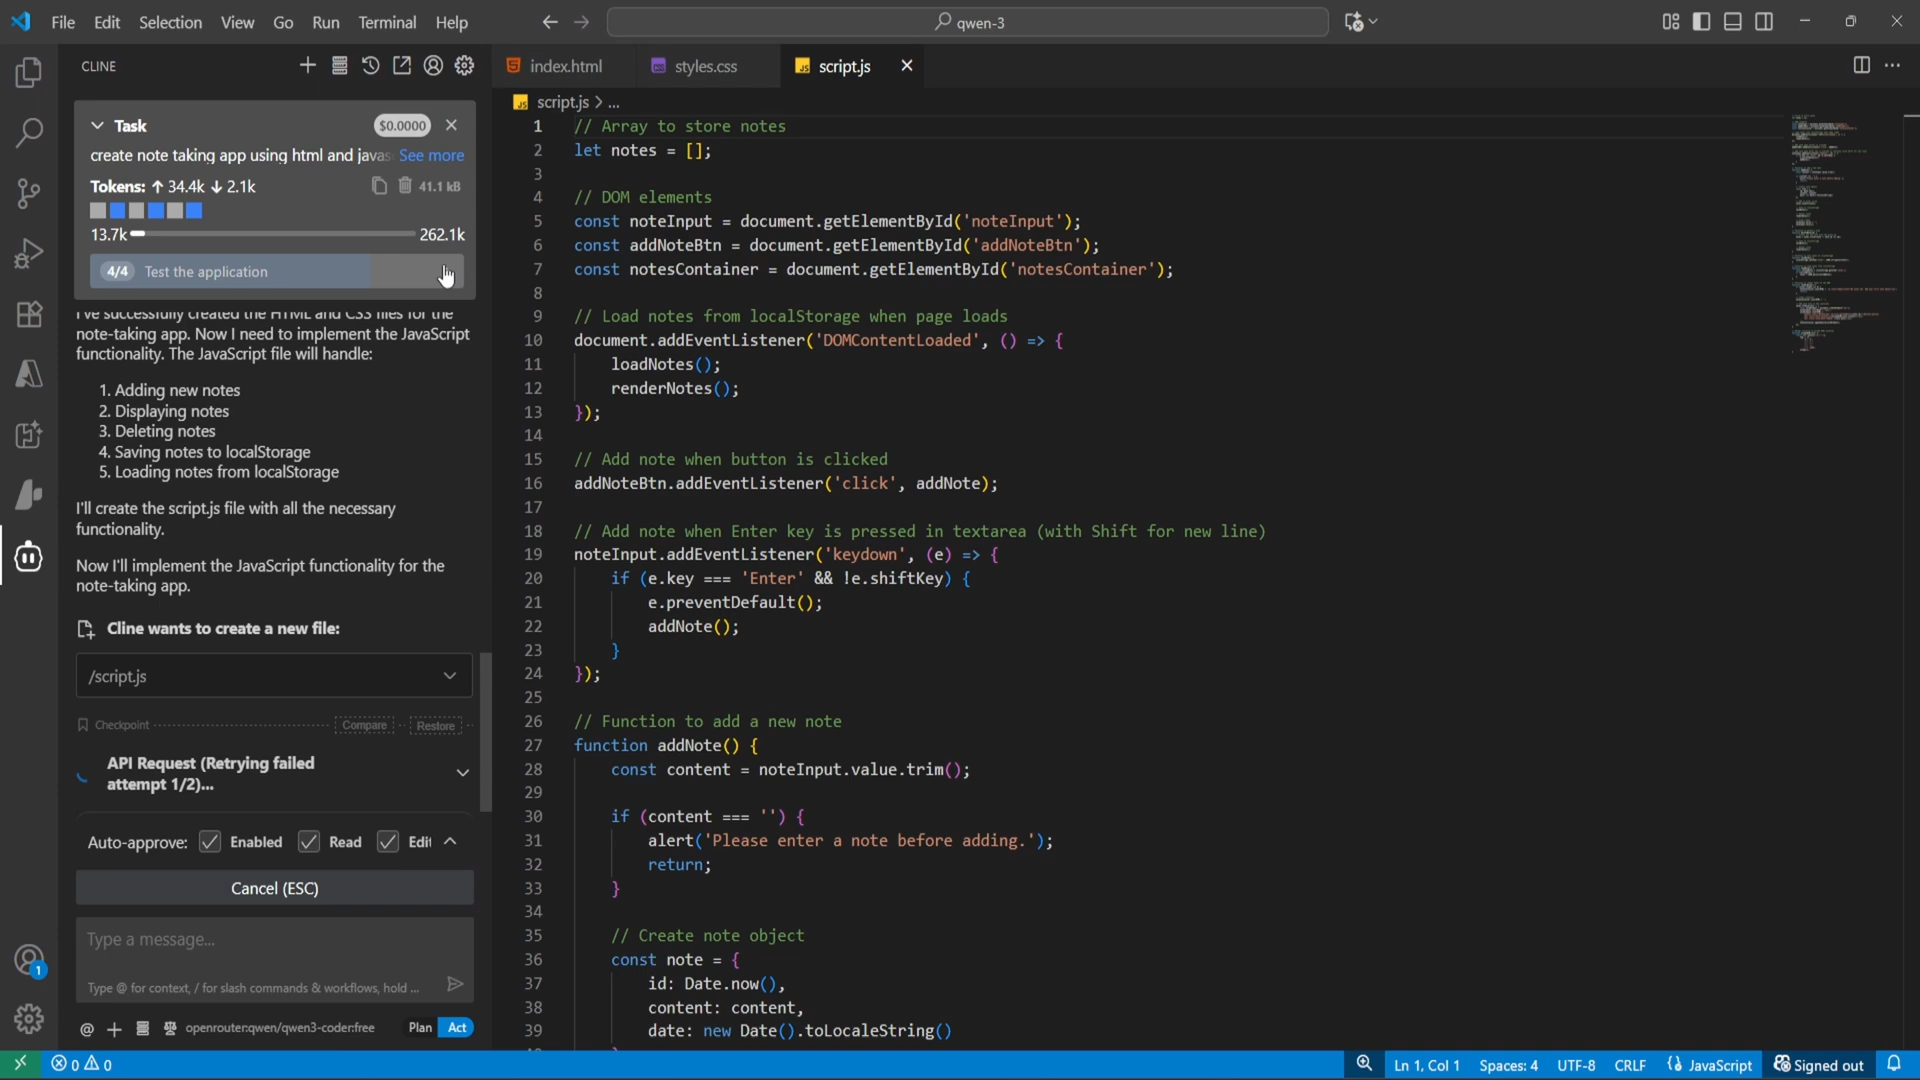 File Edit Selection View Go Run Terminal Help
qwen-3
CLINE
Task
$0.0000
create note taking app using html and javas See more
Tokens: ↑ 34.4k ↓ 2.1k
41.1 kB
13.7k 262.1k
4/4 Test the application
I've successfully created the HTML and CSS files for the
note-taking app. Now I need to implement the JavaScript
functionality. The JavaScript file will handle:
1. Adding new notes
2. Displaying notes
3. Deleting notes
4. Saving notes to localStorage
5. Loading notes from localStorage
I'll create the script.js file with all the necessary
functionality.
Now I'll implement the JavaScript functionality for the
note-taking app.
Cline wants to create a new file:
/script.js
Checkpoint Compare Restore
API Request (Retrying failed
attempt 1/2)...
Auto-approve: Enabled Read Edit
Cancel (ESC)
Type a message...
Type @ for context, / for slash commands & workflows, hold ...
@ openrouter:qwen/qwen3-coder:free Plan Act
1
index.html styles.css script.js
script.js > ...
1 // Array to store notes
2 let notes = [];
3
4 // DOM elements
5 const noteInput = document.getElementById('noteInput');
6 const addNoteBtn = document.getElementById('addNoteBtn');
7 const notesContainer = document.getElementById('notesContainer');
8
9 // Load notes from localStorage when page loads
10 document.addEventListener('DOMContentLoaded', () => {
11 loadNotes();
12 renderNotes();
13 });
14
15 // Add note when button is clicked
16 addNoteBtn.addEventListener('click', addNote);
17
18 // Add note when Enter key is pressed in textarea (with Shift for new line)
19 noteInput.addEventListener('keydown', (e) => {
20 if (e.key === 'Enter' && !e.shiftKey) {
21 e.preventDefault();
22 addNote();
23 }
24 });
25
26 // Function to add a new note
27 function addNote() {
28 const content = noteInput.value.trim();
29
30 if (content === '') {
31 alert('Please enter a note before adding.');
32 return;
33 }
34
35 // Create note object
36 const note = {
37 id: Date.now(),
38 content: content,
39 date: new Date().toLocaleString()
0 0
Ln 1, Col 1 Spaces: 4 UTF-8 CRLF {} JavaScript Signed out